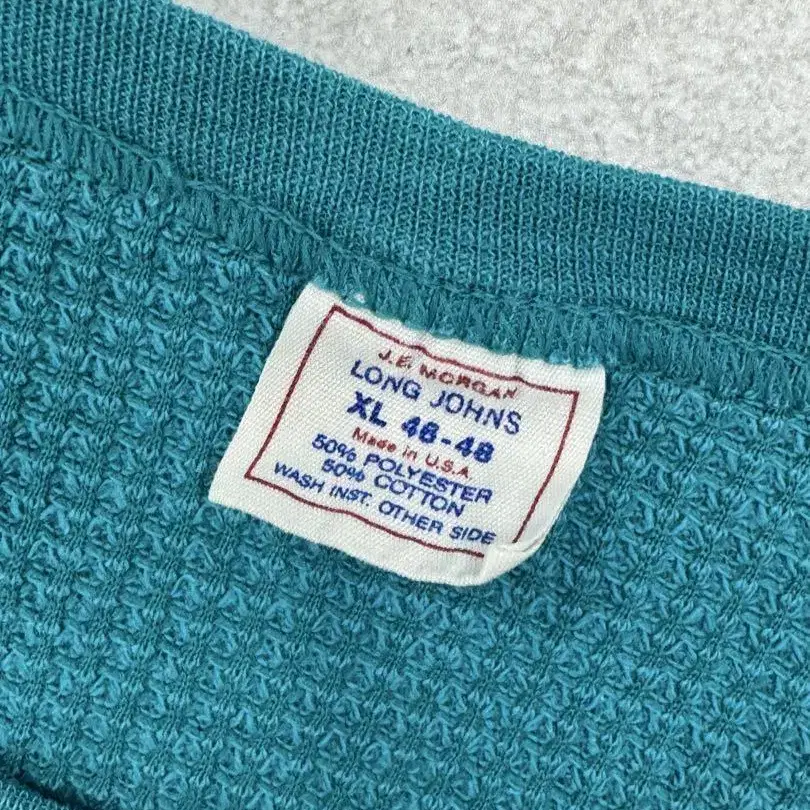 J.E. MORGAN
LONG JOHNS
XL 46-48
Made in U.S.A
50% POLYESTER
50% COTTON
WASH INST. OTHER SIDE